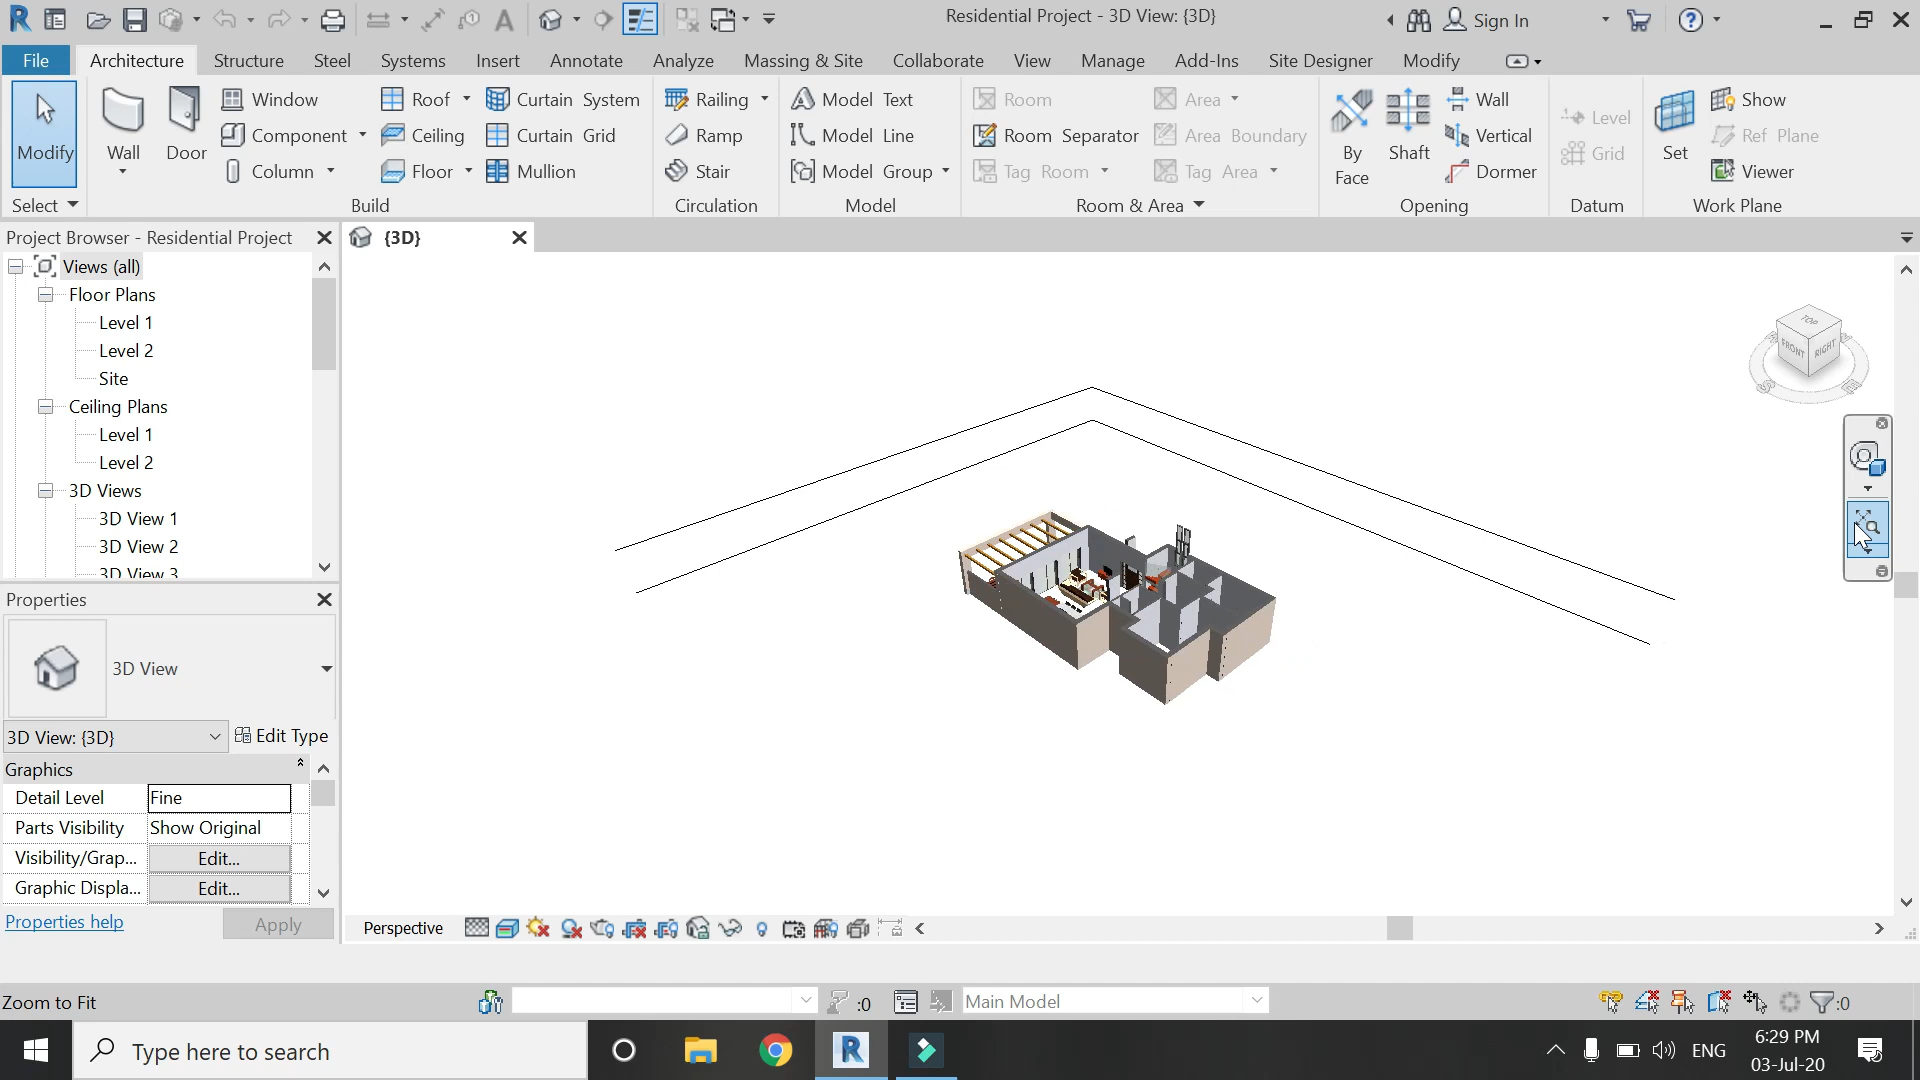 Residential Project - 3D View: {3D}
Sign In
File Architecture Structure Steel Systems Insert Annotate Analyze Massing & Site Collaborate View Manage Add-Ins Site Designer Modify
Modify
Select
Wall
Door
Window
Component
Column
Roof
Ceiling
Floor
Curtain System
Curtain Grid
Mullion
Build
Railing
Ramp
Stair
Circulation
Model Text
Model Line
Model Group
Model
Room
Room Separator
Tag Room
Area
Area Boundary
Tag Area
Room & Area
By
Face
Shaft
Wall
Vertical
Dormer
Opening
Level
Grid
Datum
Set
Show
Ref Plane
Viewer
Work Plane
Project Browser - Residential Project
{3D}
Views (all)
Floor Plans
Level 1
Level 2
Site
Ceiling Plans
Level 1
Level 2
3D Views
3D View 1
3D View 2
3D View 3
TOP
FRONT
RIGHT
S
E
Properties
3D View
3D View: {3D}
Edit Type
Graphics
Detail Level Fine
Parts Visibility Show Original
Visibility/Grap... Edit...
Graphic Displa... Edit...
Properties help
Apply
Perspective
Zoom to Fit
:0
Main Model
:0
Type here to search
ENG
6:29 PM
03-Jul-20